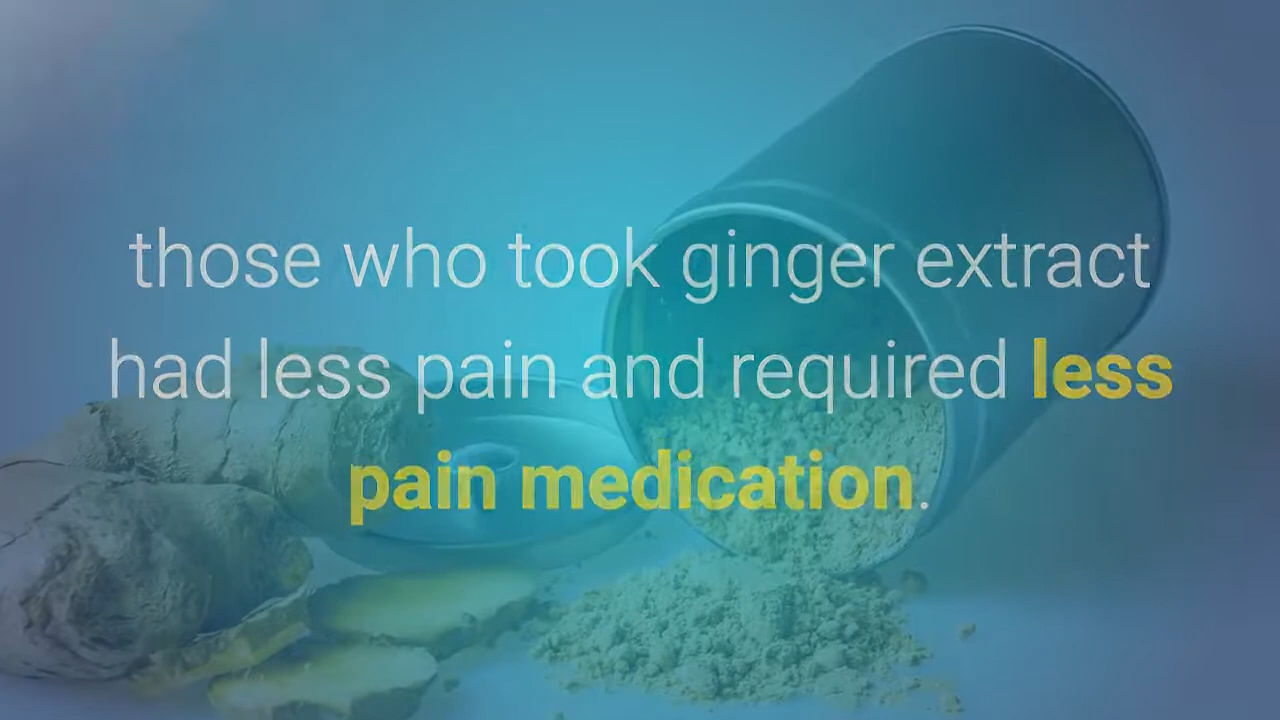 those who took ginger extract
had less pain and required less
pain medication.